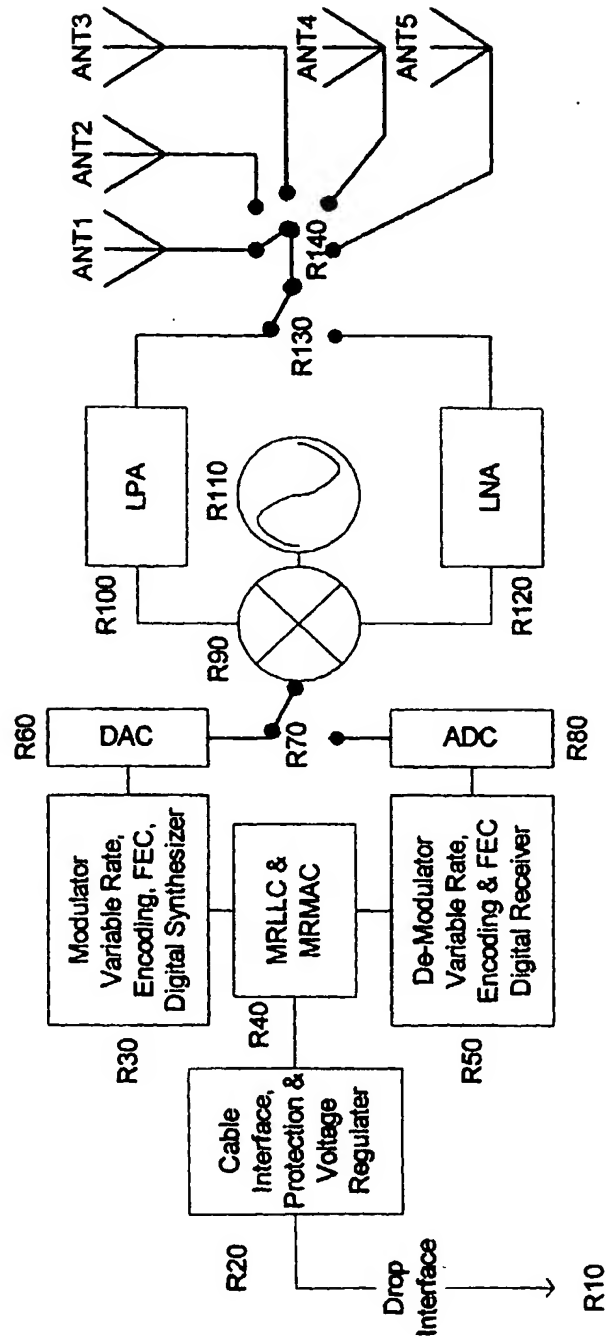 Drop
Interface
R10
R20
Cable
Interface,
Protection &
Voltage
Regulater
R30
Modulator
Variable Rate,
Encoding, FEC,
Digital Synthesizer
R40
MRLLC &
MRMAC
R50
De-Modulator
Variable Rate,
Encoding & FEC
Digital Receiver
R60
DAC
R70
ADC
R80
R90
R100
LPA
R110
LNA
R120
R130
R140
ANT1
ANT2
ANT3
ANT4
ANT5